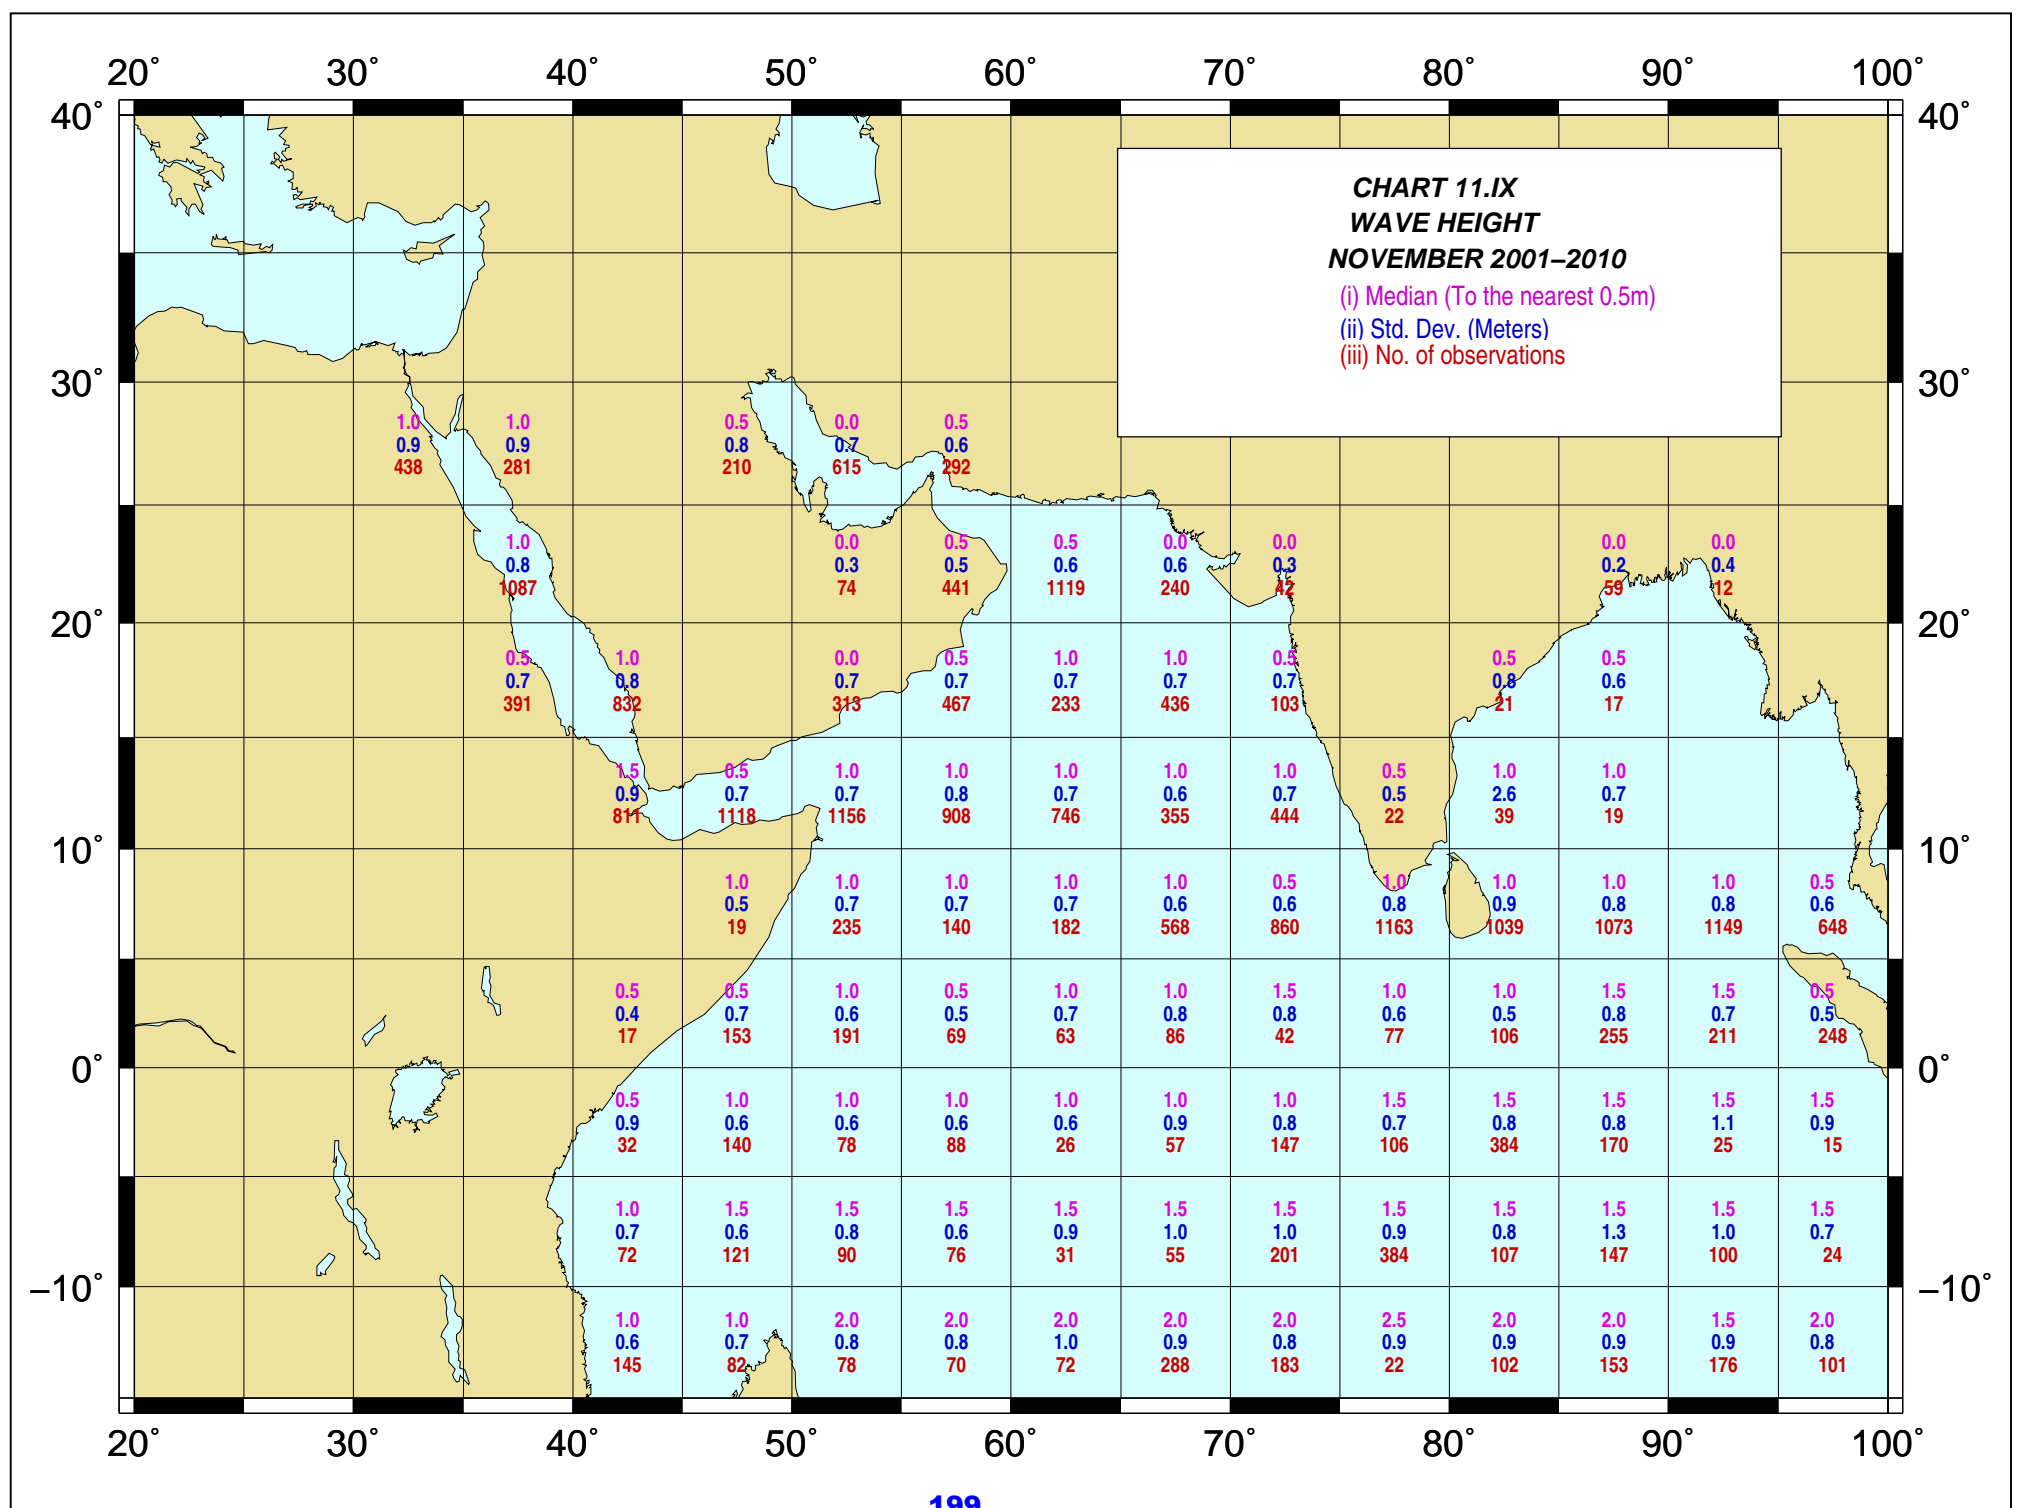 20° 30° 40° 50° 60° 70° 80° 90° 100°
40° 40°
CHART 11.IX
WAVE HEIGHT
NOVEMBER 2001–2010
(i) Median (To the nearest 0.5m)
(ii) Std. Dev. (Meters)
(iii) No. of observations
30° 30°
1.0 1.0 0.5 0.0 0.5
0.9 0.9 0.8 0.7 0.6
438 281 210 615 292
1.0 0.0 0.5 0.5 0.0 0.0 0.0 0.0
0.8 0.3 0.5 0.6 0.6 0.3 0.2 0.4
1087 74 441 1119 240 42 59 12
20° 20°
0.5 1.0 0.0 0.5 1.0 1.0 0.5 0.5 0.5
0.7 0.8 0.7 0.7 0.7 0.7 0.7 0.8 0.6
391 832 313 467 233 436 103 21 17
1.5 0.5 1.0 1.0 1.0 1.0 1.0 0.5 1.0 1.0
0.9 0.7 0.7 0.8 0.7 0.6 0.7 0.5 2.6 0.7
811 1118 1156 908 746 355 444 22 39 19
10° 10°
1.0 1.0 1.0 1.0 1.0 0.5 1.0 1.0 1.0 1.0 0.5
0.5 0.7 0.7 0.7 0.6 0.6 0.8 0.9 0.8 0.8 0.6
19 235 140 182 568 860 1163 1039 1073 1149 648
0.5 0.5 1.0 0.5 1.0 1.0 1.5 1.0 1.0 1.5 1.5 0.5
0.4 0.7 0.6 0.5 0.7 0.8 0.8 0.6 0.5 0.8 0.7 0.5
17 153 191 69 63 86 42 77 106 255 211 248
0° 0°
0.5 1.0 1.0 1.0 1.0 1.0 1.0 1.5 1.5 1.5 1.5 1.5
0.9 0.6 0.6 0.6 0.6 0.9 0.8 0.7 0.8 0.8 1.1 0.9
32 140 78 88 26 57 147 106 384 170 25 15
1.0 1.5 1.5 1.5 1.5 1.5 1.5 1.5 1.5 1.5 1.5 1.5
0.7 0.6 0.8 0.6 0.9 1.0 1.0 0.9 0.8 1.3 1.0 0.7
72 121 90 76 31 55 201 384 107 147 100 24
–10° –10°
1.0 1.0 2.0 2.0 2.0 2.0 2.0 2.5 2.0 2.0 1.5 2.0
0.6 0.7 0.8 0.8 1.0 0.9 0.8 0.9 0.9 0.9 0.9 0.8
145 82 78 70 72 288 183 22 102 153 176 101
20° 30° 40° 50° 60° 70° 80° 90° 100°
199